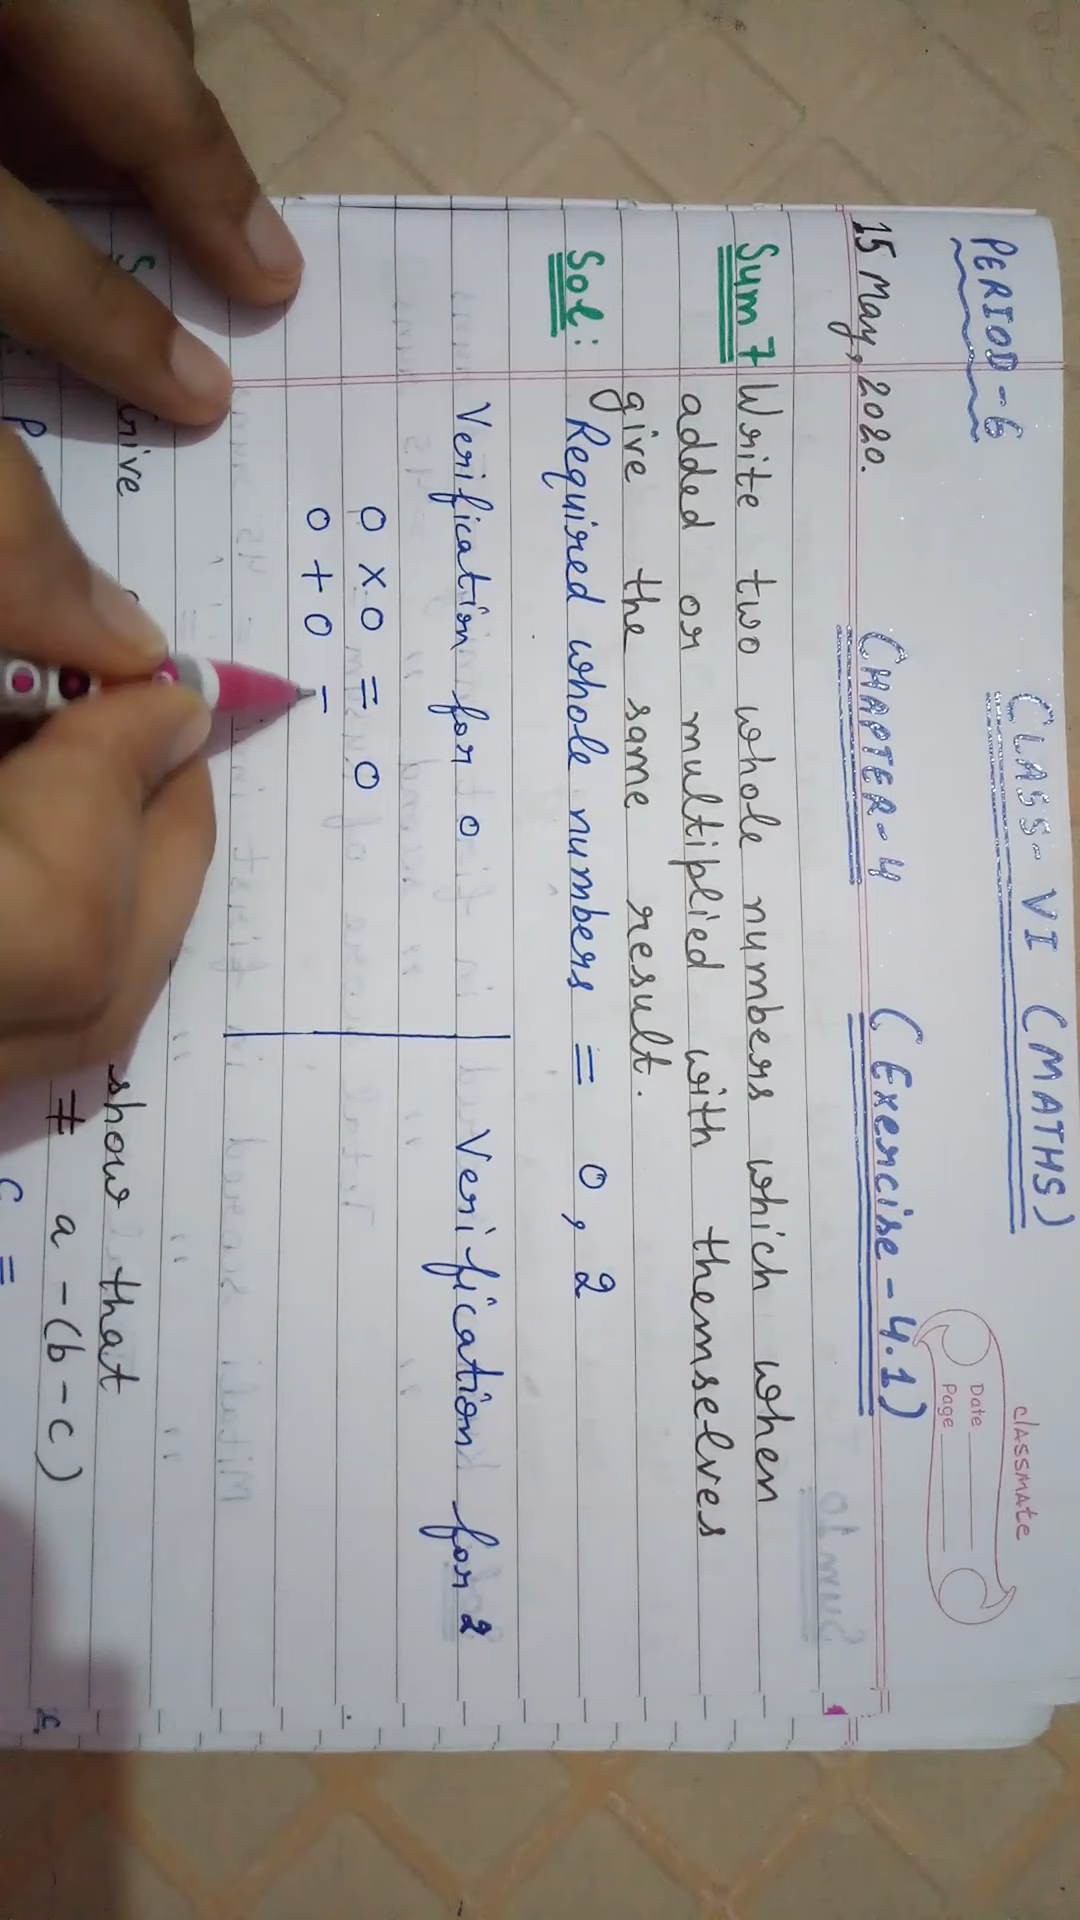 classmate
Date
Page
PERIOD-6
CLASS-VI (MATHS)
15 May, 2020.
CHAPTER-4
(Exercise-4.1)
Sum 7 Write two whole numbers which when
added or multiplied with themselves
give the same result.
Sol: Required whole numbers = 0, 2
Verification for 0
Verification for 2
0 × 0 = 0
0 + 0 -
Give
show that
≠ a - (b - c)
c =